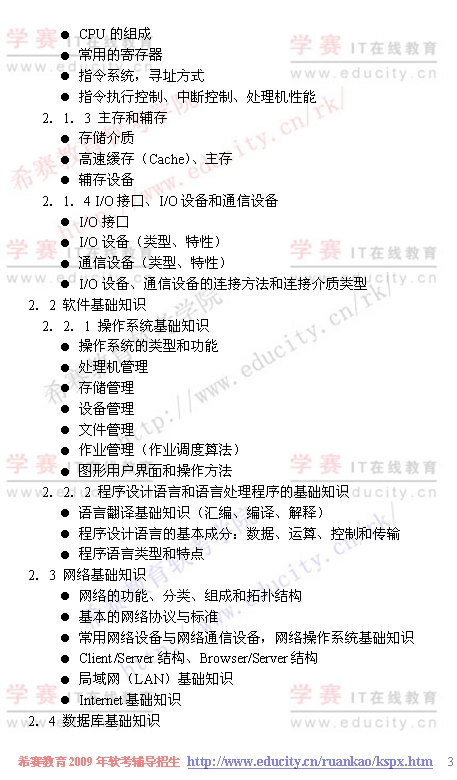 ● CPU 的组成
● 常用的寄存器
● 指令系统，寻址方式
● 指令执行控制、中断控制、处理机性能
2．1．3 主存和辅存
● 存储介质
● 高速缓存（Cache）、主存
● 辅存设备
2．1．4 I/O 接口、I/O 设备和通信设备
● I/O 接口
● I/O 设备（类型、特性）
● 通信设备（类型、特性）
● I/O 设备、通信设备的连接方法和连接介质类型
2．2 软件基础知识
2．2．1 操作系统基础知识
● 操作系统的类型和功能
● 处理机管理
● 存储管理
● 设备管理
● 文件管理
● 作业管理（作业调度算法）
● 图形用户界面和操作方法
2．2．2 程序设计语言和语言处理程序的基础知识
● 语言翻译基础知识（汇编、编译、解释）
● 程序设计语言的基本成分：数据、运算、控制和传输
● 程序语言类型和特点
2．3 网络基础知识
● 网络的功能、分类、组成和拓扑结构
● 基本的网络协议与标准
● 常用网络设备与网络通信设备，网络操作系统基础知识
● Client/Server 结构、Browser/Server 结构
● 局域网（LAN）基础知识
● Internet 基础知识
2．4 数据库基础知识
希赛教育 2009 年软考辅导招生 http://www.educity.cn/ruankao/kspx.htm 3
学赛 IT在线教育
www.educity.cn
希赛教育软考学院
http://www.educity.cn/rk/